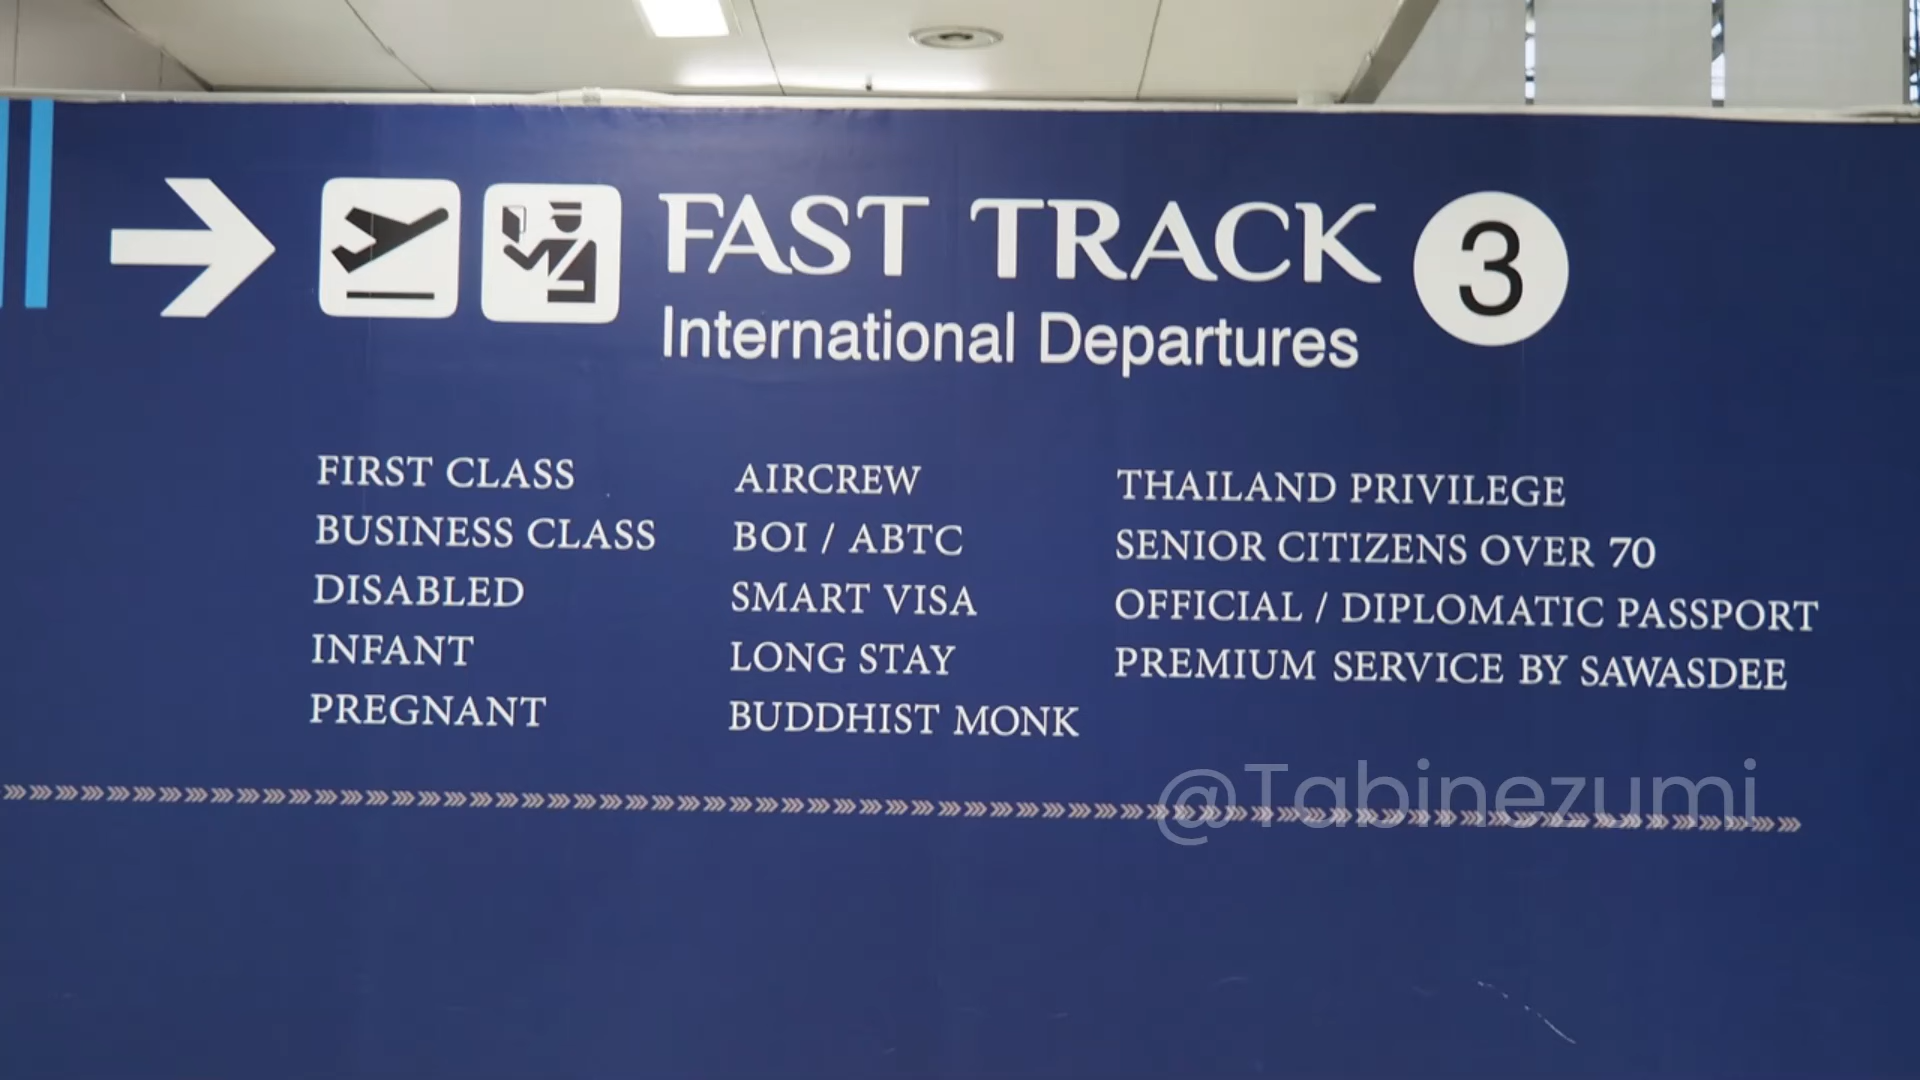 FAST TRACK 3
International Departures
FIRST CLASS
BUSINESS CLASS
DISABLED
INFANT
PREGNANT
AIRCREW
BOI / ABTC
SMART VISA
LONG STAY
BUDDHIST MONK
THAILAND PRIVILEGE
SENIOR CITIZENS OVER 70
OFFICIAL / DIPLOMATIC PASSPORT
PREMIUM SERVICE BY SAWASDEE
@Tabinezumi